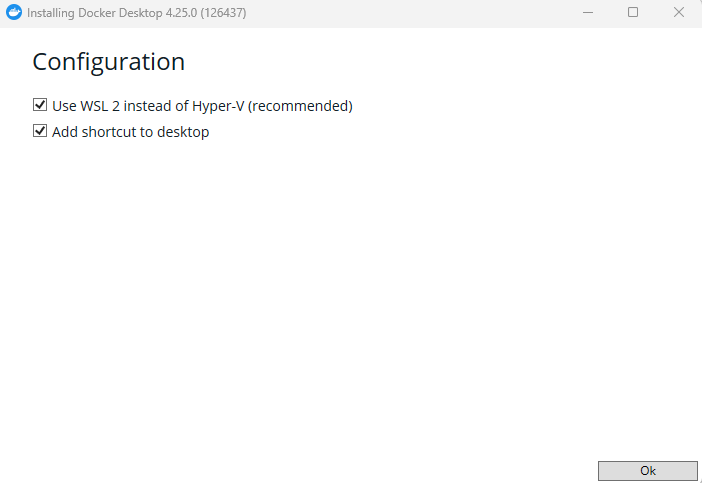 Installing Docker Desktop 4.25.0 (126437)
Configuration
Use WSL 2 instead of Hyper-V (recommended)
Add shortcut to desktop
Ok